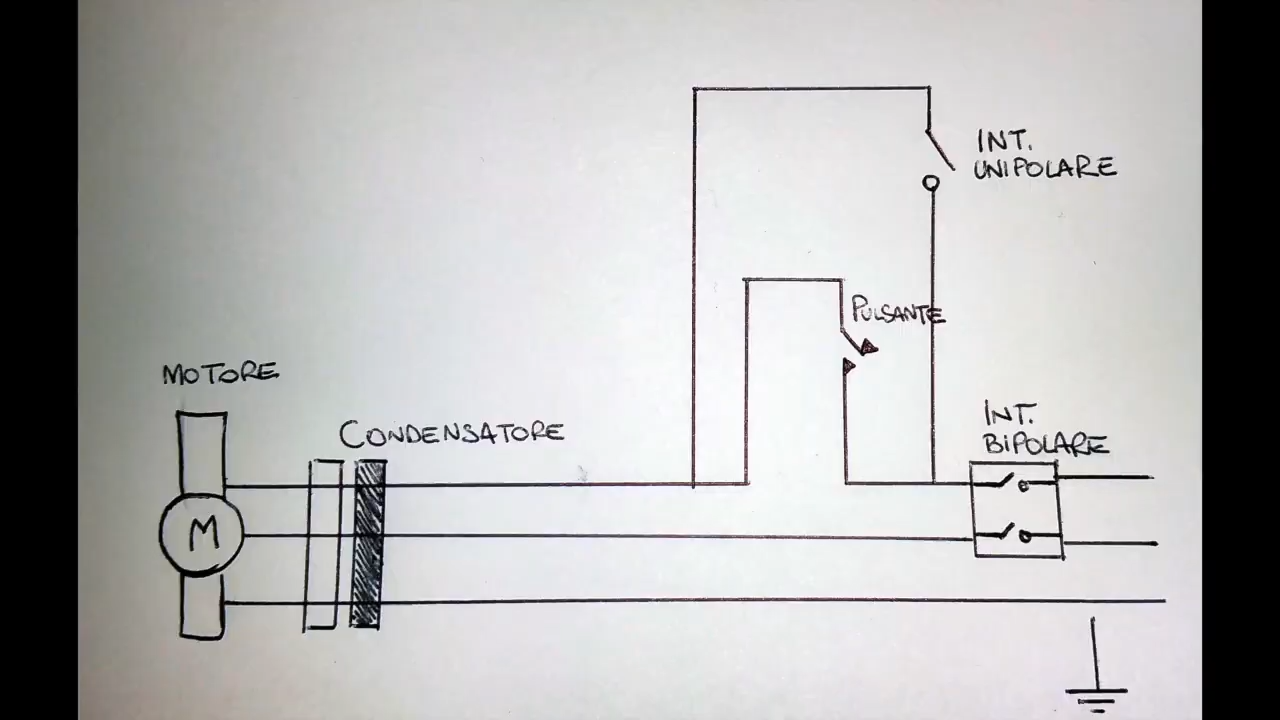 INT.
UNIPOLARE
PULSANTE
MOTORE
CONDENSATORE
INT.
BIPOLARE
M